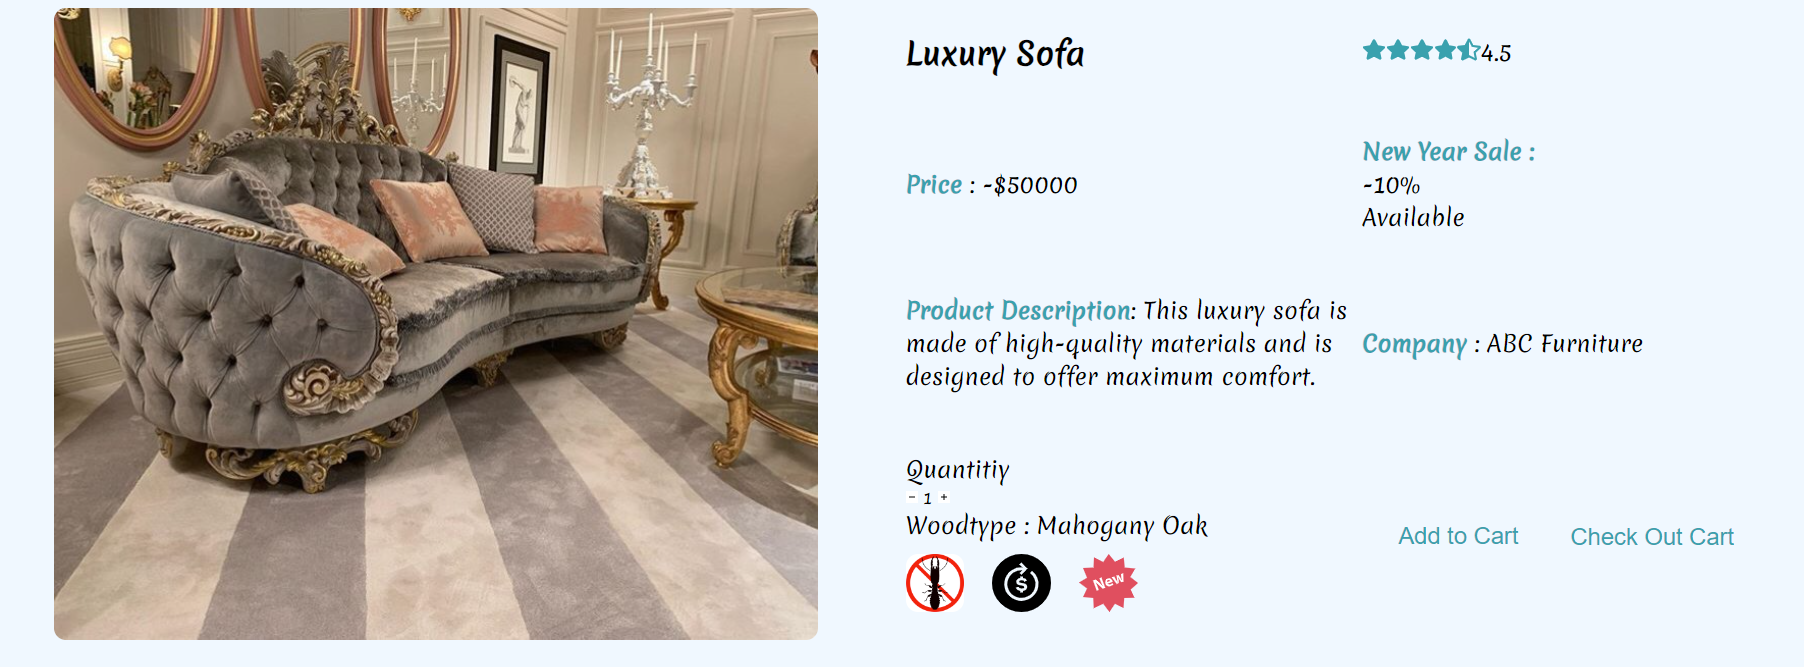 Luxury Sofa
4.5
Price : -$50000
New Year Sale :
-10%
Available
Product Description: This luxury sofa is
made of high-quality materials and is
designed to offer maximum comfort.
Company : ABC Furniture
Quantitiy
- 1 +
Woodtype : Mahogany Oak
$
New
Add to Cart
Check Out Cart